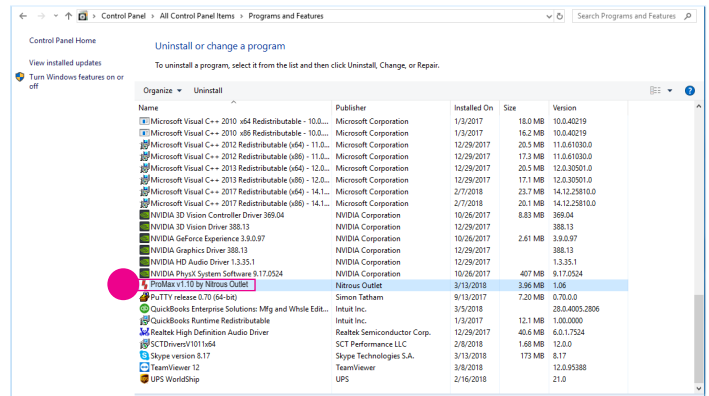 Control Panel > All Control Panel Items > Programs and Features
Search Programs and Features
Control Panel Home
View installed updates
Turn Windows features on or
off
Uninstall or change a program
To uninstall a program, select it from the list and then click Uninstall, Change, or Repair.
Organize Uninstall
Name Publisher Installed On Size Version
Microsoft Visual C++ 2010 x64 Redistributable - 10.0.... Microsoft Corporation 1/3/2017 18.0 MB 10.0.40219
Microsoft Visual C++ 2010 x86 Redistributable - 10.0.... Microsoft Corporation 1/3/2017 16.2 MB 10.0.40219
Microsoft Visual C++ 2012 Redistributable (x64) - 11.0... Microsoft Corporation 12/29/2017 20.5 MB 11.0.61030.0
Microsoft Visual C++ 2012 Redistributable (x86) - 11.0... Microsoft Corporation 12/29/2017 17.3 MB 11.0.61030.0
Microsoft Visual C++ 2013 Redistributable (x64) - 12.0... Microsoft Corporation 12/29/2017 20.5 MB 12.0.30501.0
Microsoft Visual C++ 2013 Redistributable (x86) - 12.0... Microsoft Corporation 12/29/2017 17.1 MB 12.0.30501.0
Microsoft Visual C++ 2017 Redistributable (x64) - 14.1... Microsoft Corporation 2/7/2018 23.7 MB 14.12.25810.0
Microsoft Visual C++ 2017 Redistributable (x86) - 14.1... Microsoft Corporation 2/7/2018 20.1 MB 14.12.25810.0
NVIDIA 3D Vision Controller Driver 369.04 NVIDIA Corporation 10/26/2017 8.83 MB 369.04
NVIDIA 3D Vision Driver 388.13 NVIDIA Corporation 12/29/2017 388.13
NVIDIA GeForce Experience 3.9.0.97 NVIDIA Corporation 10/26/2017 2.61 MB 3.9.0.97
NVIDIA Graphics Driver 388.13 NVIDIA Corporation 12/29/2017 388.13
NVIDIA HD Audio Driver 1.3.35.1 NVIDIA Corporation 12/29/2017 1.3.35.1
NVIDIA PhysX System Software 9.17.0524 NVIDIA Corporation 10/26/2017 407 MB 9.17.0524
ProMax v1.10 by Nitrous Outlet Nitrous Outlet 3/13/2018 3.96 MB 1.06
PuTTY release 0.70 (64-bit) Simon Tatham 9/13/2017 7.20 MB 0.70.0.0
QuickBooks Enterprise Solutions: Mfg and Whsle Edit... Intuit Inc. 3/5/2018 28.0.4005.2806
QuickBooks Runtime Redistributable Intuit Inc. 1/3/2017 12.1 MB 1.00.0000
Realtek High Definition Audio Driver Realtek Semiconductor Corp. 12/29/2017 40.6 MB 6.0.1.7524
SCTDriversV1011x64 SCT Performance LLC 2/8/2018 1.68 MB 12.0.0
Skype version 8.17 Skype Technologies S.A. 3/13/2018 173 MB 8.17
TeamViewer 12 TeamViewer 3/8/2018 12.0.95388
UPS WorldShip UPS 2/16/2018 21.0